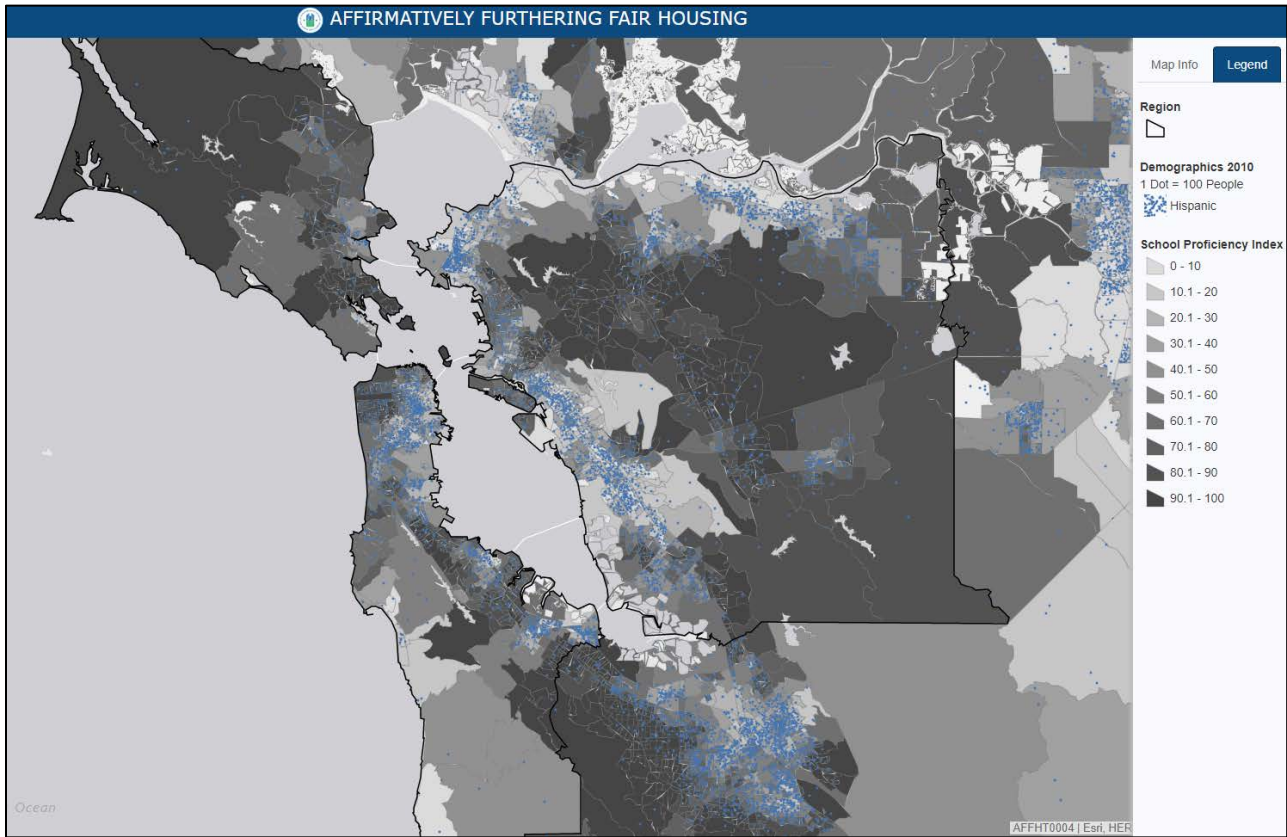 AFFIRMATIVELY FURTHERING FAIR HOUSING
Map Info
Legend
Region
Demographics 2010
1 Dot = 100 People
Hispanic
School Proficiency Index
0 - 10
10.1 - 20
20.1 - 30
30.1 - 40
40.1 - 50
50.1 - 60
60.1 - 70
70.1 - 80
80.1 - 90
90.1 - 100
Ocean
AFFHT0004 | Esri, HER